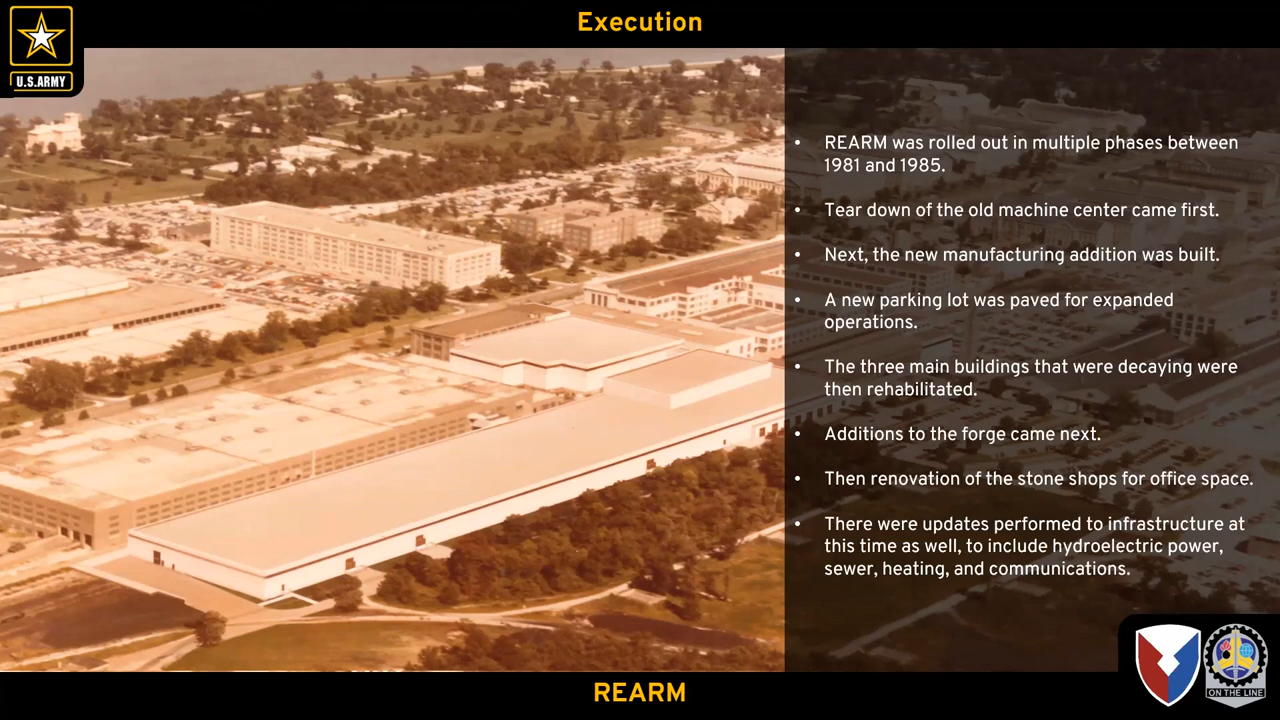 Execution
U.S.ARMY
• REARM was rolled out in multiple phases between
1981 and 1985.
• Tear down of the old machine center came first.
• Next, the new manufacturing addition was built.
• A new parking lot was paved for expanded
operations.
• The three main buildings that were decaying were
then rehabilitated.
• Additions to the forge came next.
• Then renovation of the stone shops for office space.
• There were updates performed to infrastructure at
this time as well, to include hydroelectric power,
sewer, heating, and communications.
ON THE LINE
REARM